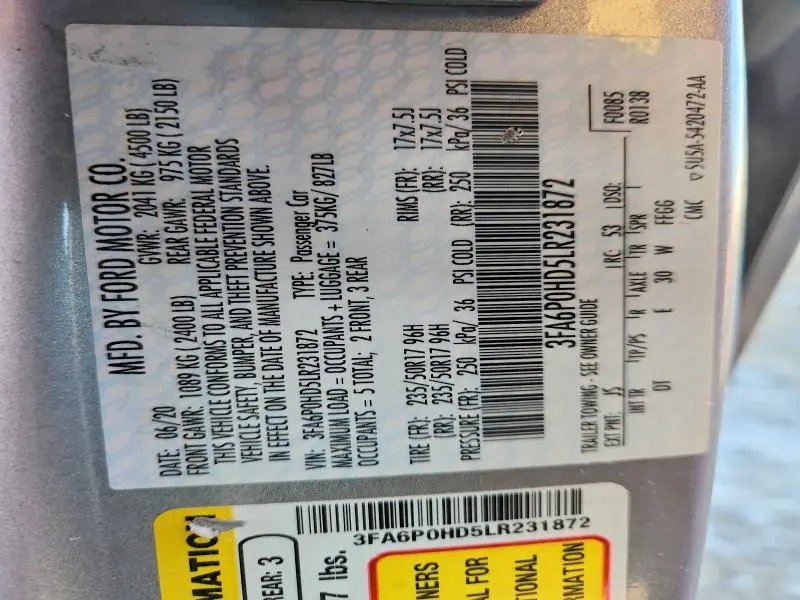 MFD. BY FORD MOTOR CO.
DATE: 06/20 GVWR: 2041 KG / 4500 LB)
FRONT GAWR: 1089 KG ( 2400 LB) REAR GAWR: 975 KG ( 2150 LB)
THIS VEHICLE CONFORMS TO ALL APPLICABLE FEDERAL MOTOR
VEHICLE SAFETY, BUMPER, AND THEFT PREVENTION STANDARDS
IN EFFECT ON THE DATE OF MANUFACTURE SHOWN ABOVE.
VIN: 3FA6P0HD5LR231872 TYPE: Passenger Car
MAXIMUM LOAD = OCCUPANTS + LUGGAGE = 375KG / 827LB
OCCUPANTS = 5 TOTAL; 2 FRONT, 3 REAR
TIRE (FR): 235/50R17 96H RIMS (FR): 17x7.5J
(RR): 235/50R17 96H (RR): 17x7.5J
PRESSURE (FR): 250 kPa/ 36 PSI COLD (RR): 250 kPa/ 36 PSI COLD
3FA6P0HD5LR231872
TRAILER TOWING - SEE OWNER GUIDE F0085
EXT PNT: JS RC: 53 DSO: R0138
INT TR TP/PS R AXLE TR SPR
DT E 30 W FFGG
CMC 5U5A-5420472-AA
3FA6P0HD5LR231872
MATION
REAR: 3
7 lbs.
NERS
AL FOR
TIONAL
RMATION